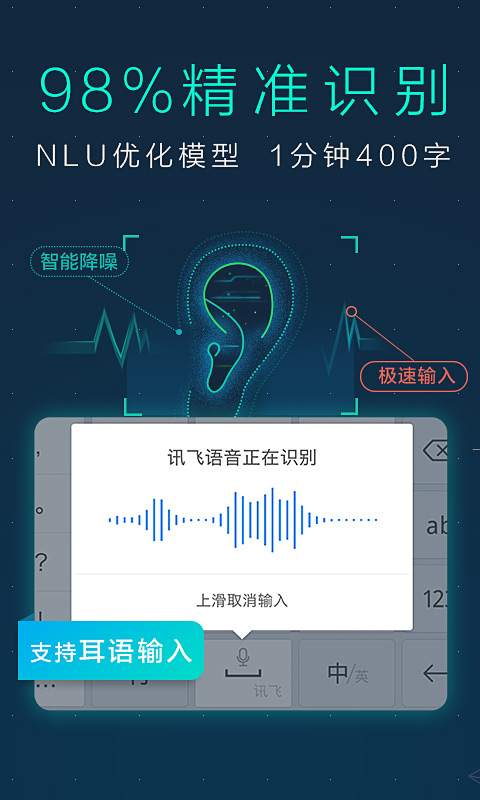 98%精准识别
NLU优化模型 1分钟400字
智能降噪
极速输入
讯飞语音正在识别
上滑取消输入
支持耳语输入
,
。
?
!
...
ab
123
讯飞
中/英